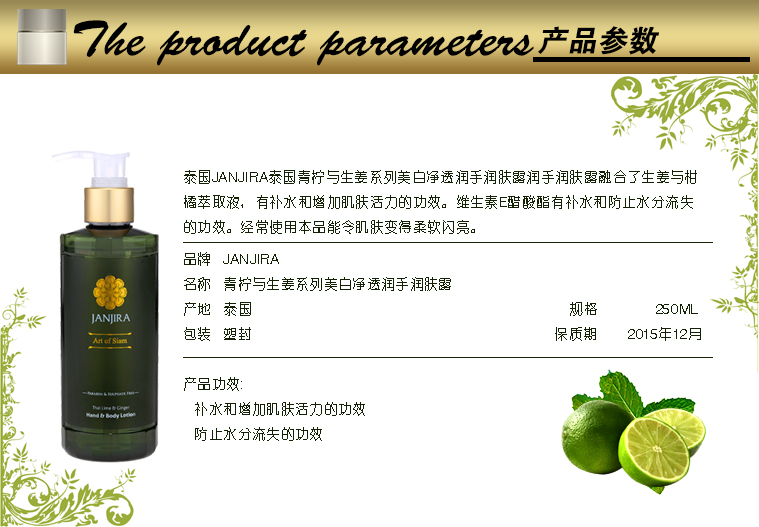 The product parameters 产品参数
泰国JANJIRA泰国青柠与生姜系列美白净透润手润肤露润手润肤露融合了生姜与柑
橘萃取液，有补水和增加肌肤活力的功效。维生素E醋酸酯有补水和防止水分流失
的功效。经常使用本品能令肌肤变得柔软闪亮。
品牌 JANJIRA
名称 青柠与生姜系列美白净透润手润肤露
产地 泰国 规格 250ML
包装 塑封 保质期 2015年12月
产品功效:
补水和增加肌肤活力的功效
防止水分流失的功效
JANJIRA
Art of Siam
PARABEN & SULPHATE FREE
Thai Lime & Ginger
Hand & Body Lotion